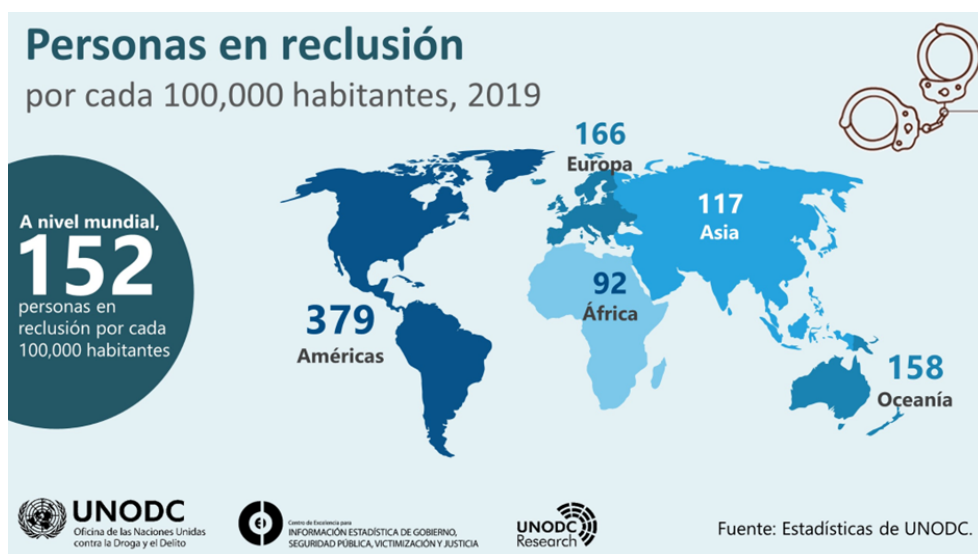 Personas en reclusión
por cada 100,000 habitantes, 2019
166
Europa
A nivel mundial,
152
personas en
reclusión por cada
100,000 habitantes
117
Asia
92
África
379
Américas
158
Oceanía
UNODC
Oficina de las Naciones Unidas
contra la Droga y el Delito
Centro de Excelencia para
INFORMACIÓN ESTADÍSTICA DE GOBIERNO,
SEGURIDAD PÚBLICA, VICTIMIZACIÓN Y JUSTICIA
UNODC
Research
Fuente: Estadísticas de UNODC.